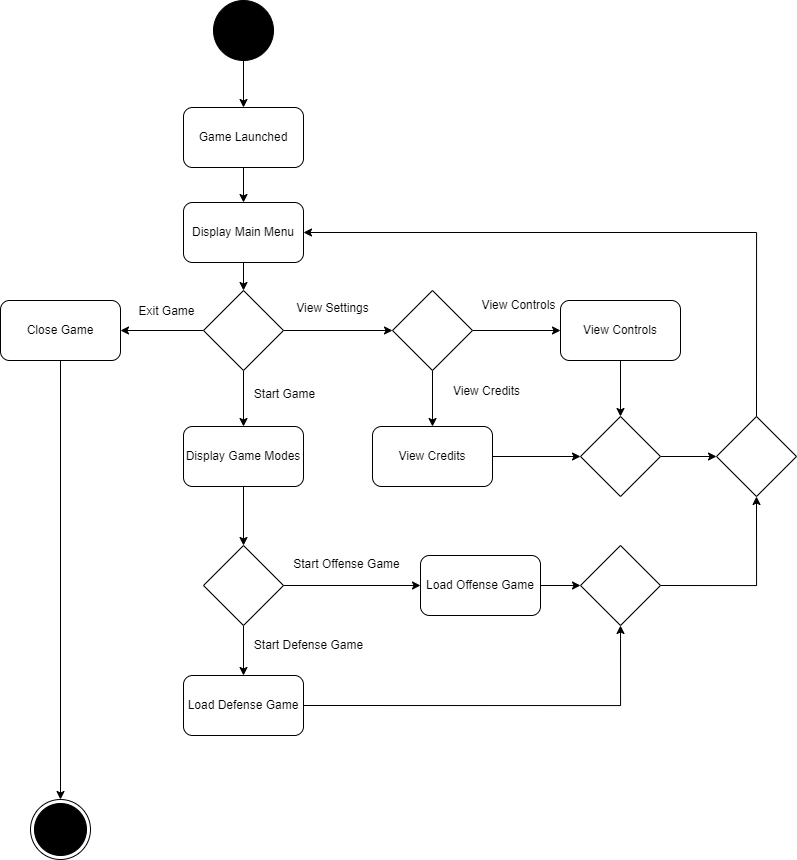 Game Launched
Display Main Menu
Exit Game
View Settings
View Controls
Close Game
View Controls
Start Game
View Credits
Display Game Modes
View Credits
Start Offense Game
Load Offense Game
Start Defense Game
Load Defense Game